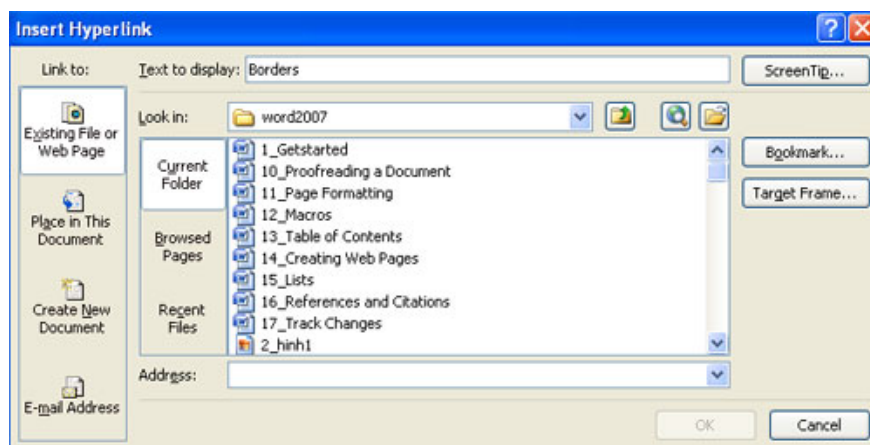 Insert Hyperlink
Link to:
Text to display: Borders
ScreenTip...
Existing File or
Web Page
Look in: word2007
Current
Folder
1_Getstarted
10_Proofreading a Document
11_Page Formatting
12_Macros
13_Table of Contents
14_Creating Web Pages
15_Lists
16_References and Citations
17_Track Changes
2_hinh1
Bookmark...
Target Frame...
Place in This
Document
Browsed
Pages
Create New
Document
Recent
Files
Address:
E-mail Address
OK
Cancel